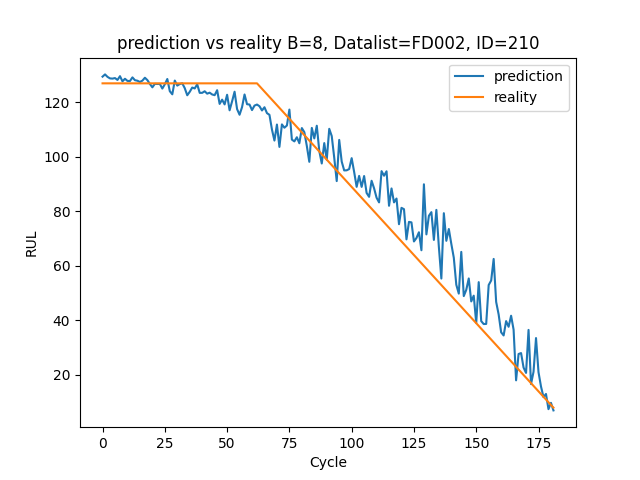 prediction vs reality B=8, Datalist=FD002, ID=210
prediction
reality
120
100
80
60
40
20
RUL
0 25 50 75 100 125 150 175
Cycle